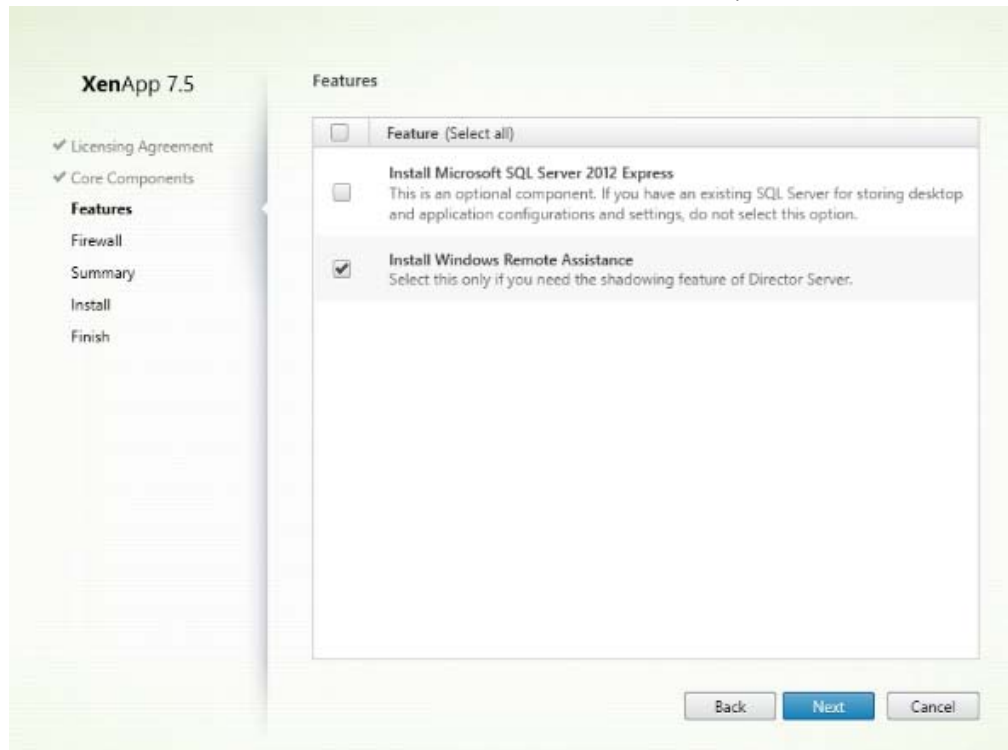 XenApp 7.5
✔ Licensing Agreement
✔ Core Components
Features
Firewall
Summary
Install
Finish
Features
Feature (Select all)
Install Microsoft SQL Server 2012 Express
This is an optional component. If you have an existing SQL Server for storing desktop
and application configurations and settings, do not select this option.
Install Windows Remote Assistance
Select this only if you need the shadowing feature of Director Server.
Back
Next
Cancel